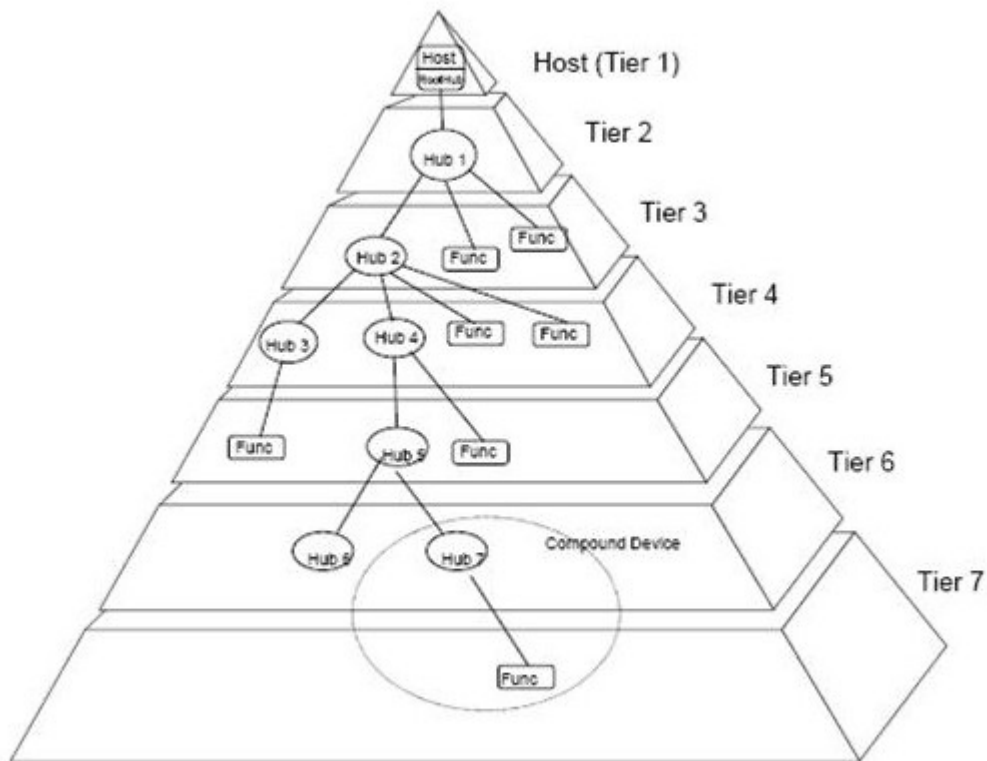 Host
RootHub
Host (Tier 1)
Hub 1
Tier 2
Func
Tier 3
Hub 2
Func
Tier 4
Hub 3
Hub 4
Func
Func
Tier 5
Func
Hub 5
Func
Tier 6
Hub 6
Hub 7
Compound Device
Tier 7
Func